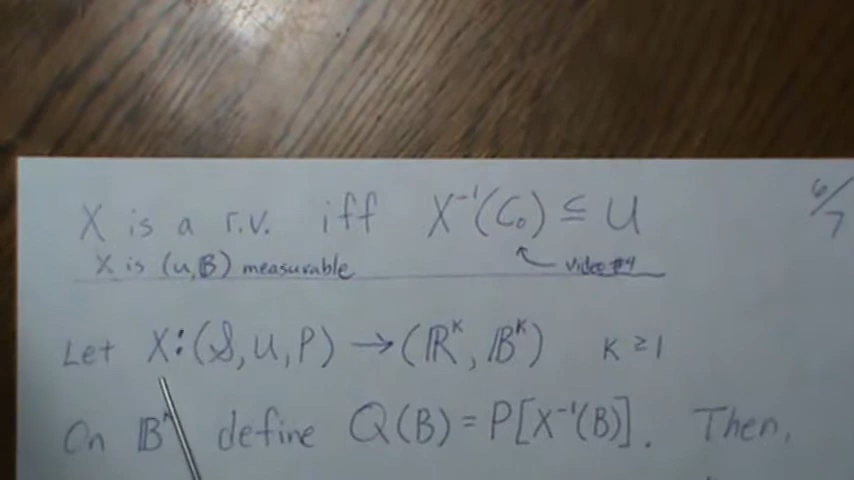 6/7
X is a r.v. iff X⁻¹(C₀) ⊆ U
X is (U, B) measurable
Video #4
Let X: (S, U, P) → (ℝᴷ, 𝔹ᴷ) K ≥ 1
On 𝔹ᴷ define Q(B) = P[X⁻¹(B)]. Then,